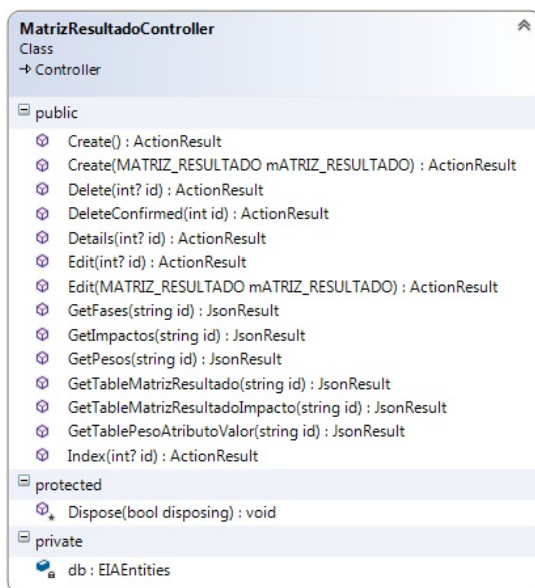 MatrizResultadoController
Class
Controller
public
Create() : ActionResult
Create(MATRIZ_RESULTADO mATRIZ_RESULTADO) : ActionResult
Delete(int? id) : ActionResult
DeleteConfirmed(int id) : ActionResult
Details(int? id) : ActionResult
Edit(int? id) : ActionResult
Edit(MATRIZ_RESULTADO mATRIZ_RESULTADO) : ActionResult
GetFases(string id) : JsonResult
GetImpactos(string id) : JsonResult
GetPesos(string id) : JsonResult
GetTableMatrizResultado(string id) : JsonResult
GetTableMatrizResultadoImpacto(string id) : JsonResult
GetTablePesoAtributoValor(string id) : JsonResult
Index(int? id) : ActionResult
protected
Dispose(bool disposing) : void
private
db : EIAEntities